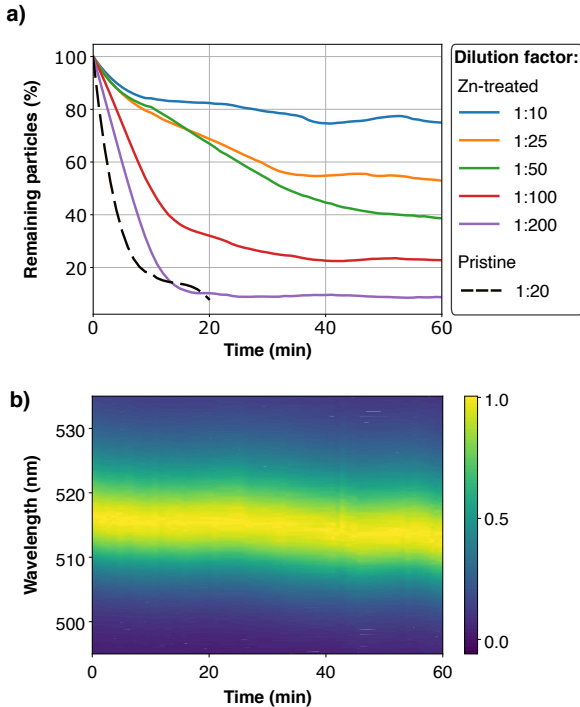 a)
100
80
60
40
20
0
20
40
60
Remaining particles (%)
Time (min)
Dilution factor:
Zn-treated
1:10
1:25
1:50
1:100
1:200
Pristine
1:20
b)
530
520
510
500
0
20
40
60
Wavelength (nm)
Time (min)
1.0
0.5
0.0